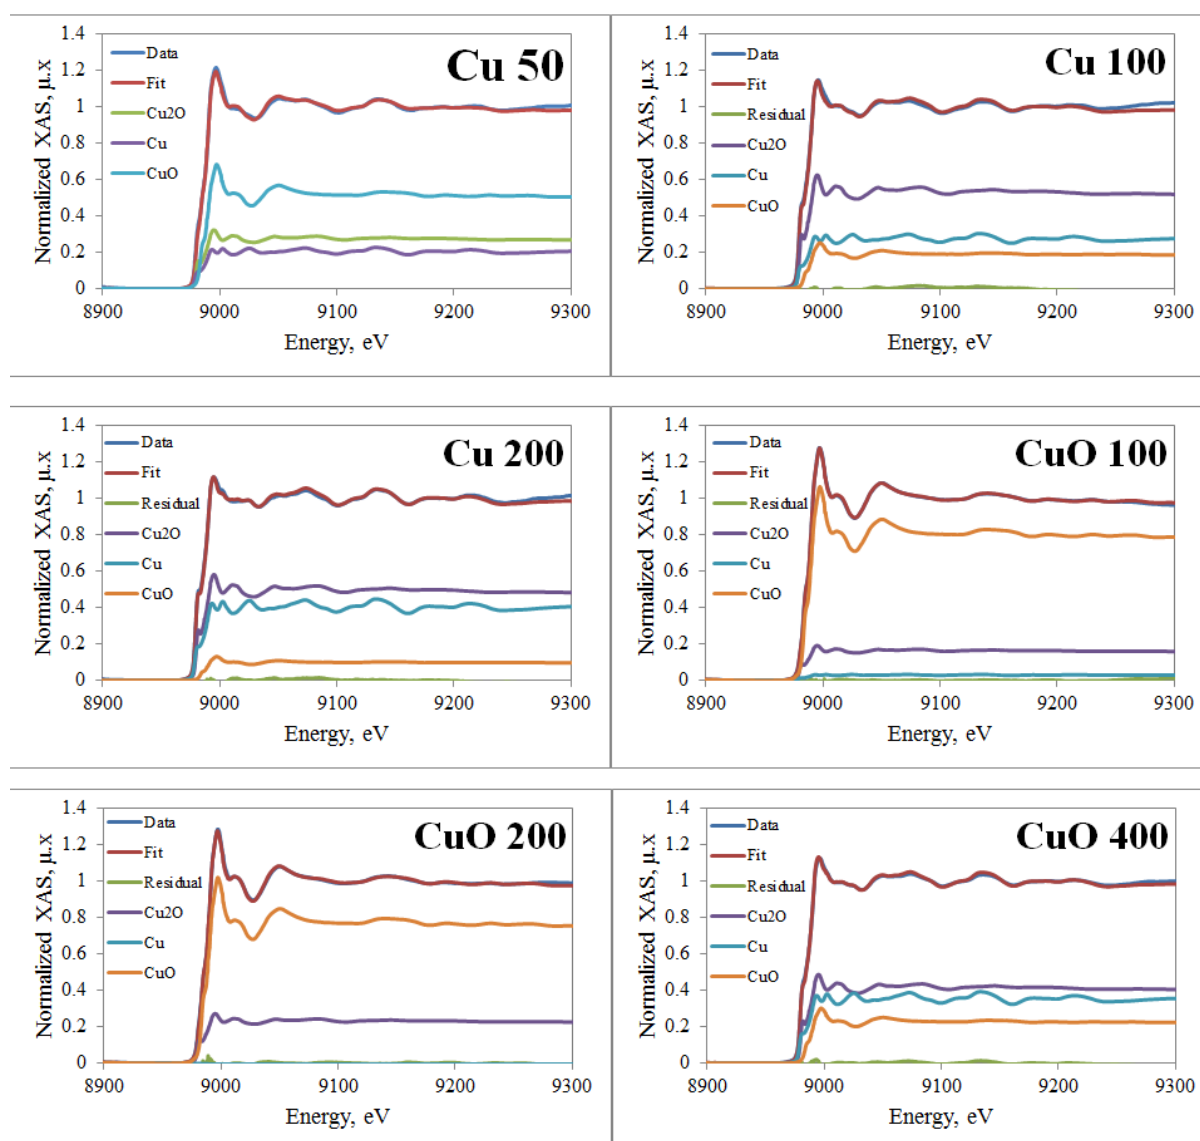 Cu 50
Normalized XAS, μ.x
1.4
1.2
1
0.8
0.6
0.4
0.2
0
Data
Fit
Cu2O
Cu
CuO
8900 9000 9100 9200 9300
Energy, eV
Cu 100
Normalized XAS, μ.x
1.4
1.2
1
0.8
0.6
0.4
0.2
0
Data
Fit
Residual
Cu2O
Cu
CuO
8900 9000 9100 9200 9300
Energy, eV
Cu 200
Normalized XAS, μ.x
1.4
1.2
1
0.8
0.6
0.4
0.2
0
Data
Fit
Residual
Cu2O
Cu
CuO
8900 9000 9100 9200 9300
Energy, eV
CuO 100
Normalized XAS, μ.x
1.4
1.2
1
0.8
0.6
0.4
0.2
0
Data
Fit
Residual
Cu2O
Cu
CuO
8900 9000 9100 9200 9300
Energy, eV
CuO 200
Normalized XAS, μ.x
1.4
1.2
1
0.8
0.6
0.4
0.2
0
Data
Fit
Residual
Cu2O
Cu
CuO
8900 9000 9100 9200 9300
Energy, eV
CuO 400
Normalized XAS, μ.x
1.4
1.2
1
0.8
0.6
0.4
0.2
0
Data
Fit
Residual
Cu2O
Cu
CuO
8900 9000 9100 9200 9300
Energy, eV